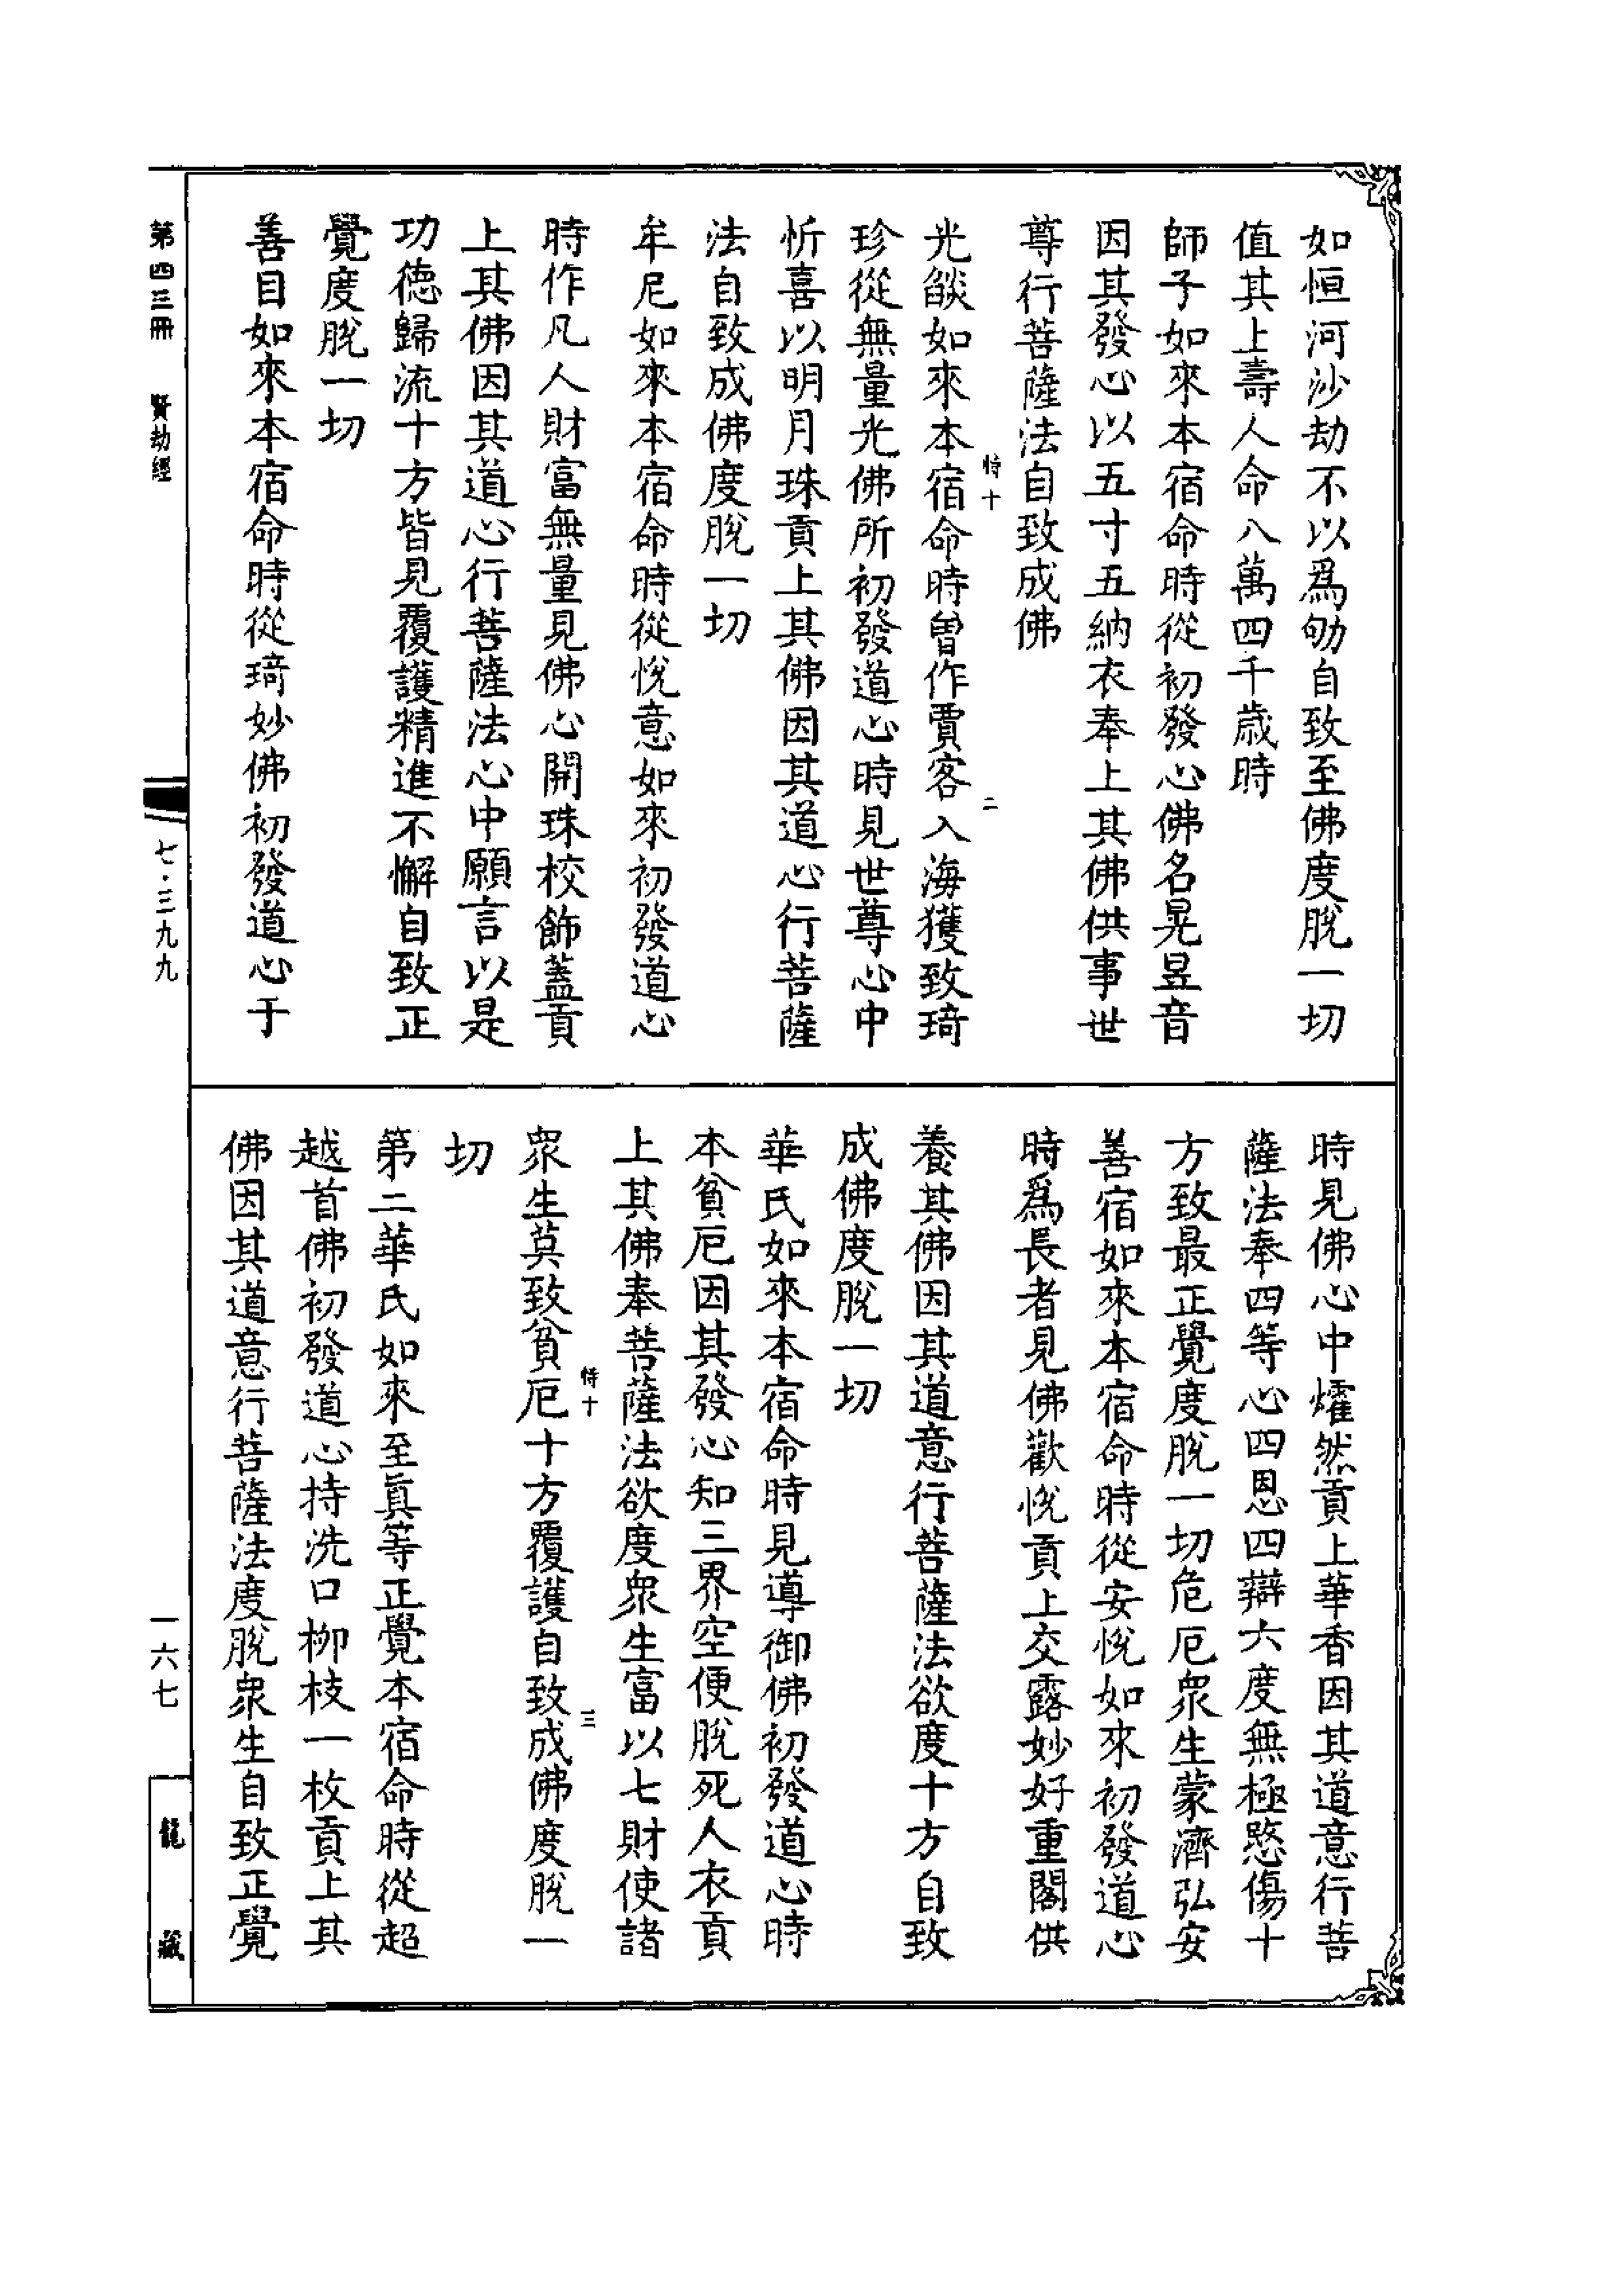 如恒河沙劫不以爲劬自致至佛度脫一切
值其上壽人命八萬四千歲時
師子如來本宿命時從初發心佛名晃昱音
因其發心以五寸五納衣奉上其佛供事世
尊行菩薩法自致成佛
恃十
二
光𦦨如來本宿命時曾作賈客入海獲致琦
珍從無量光佛所初發道心時見世尊心中
忻喜以明月珠貢上其佛因其道心行菩薩
法自致成佛度脫一切
牟尼如來本宿命時從悅意如來初發道心
時作凡人財富無量見佛心開珠校飾蓋貢
上其佛因其道心行菩薩法心中願言以是
功德歸流十方皆見覆護精進不懈自致正
覺度脫一切
善目如來本宿命時從琦妙佛初發道心于
時見佛心中燿然貢上華香因其道意行菩
薩法奉四等心四恩四辯六度無極愍傷十
方致最正覺度脫一切危厄眾生蒙濟弘安
善宿如來本宿命時從安悅如來初發道心
時爲長者見佛歡悅貢上交露妙好重閣供
養其佛因其道意行菩薩法欲度十方自致
成佛度脫一切
華氏如來本宿命時見導御佛初發道心時
本貧厄因其發心知三界空便脫死人衣貢
上其佛奉菩薩法欲度眾生富以七財使諸
恃十
三
眾生莫致貧厄十方覆護自致成佛度脫一
切
第二華氏如來至眞等正覺本宿命時從超
越首佛初發道心持洗口柳枝一枚貢上其
佛因其道意行菩薩法度脫眾生自致正覺
第四三冊 賢劫經
七·三九九
一六七
龍藏